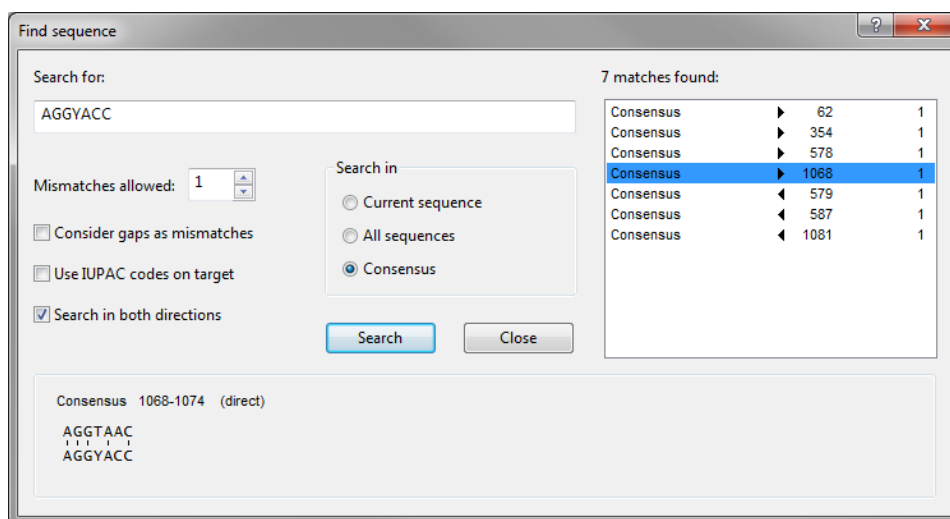 Find sequence
?
X
Search for:
AGGYACC
Mismatches allowed: 1
Consider gaps as mismatches
Use IUPAC codes on target
Search in both directions
Search in
Current sequence
All sequences
Consensus
Search
Close
7 matches found:
Consensus ▶ 62 1
Consensus ▶ 354 1
Consensus ▶ 578 1
Consensus ▶ 1068 1
Consensus ◀ 579 1
Consensus ◀ 587 1
Consensus ◀ 1081 1
Consensus 1068-1074 (direct)
AGGTAAC
AGGYACC